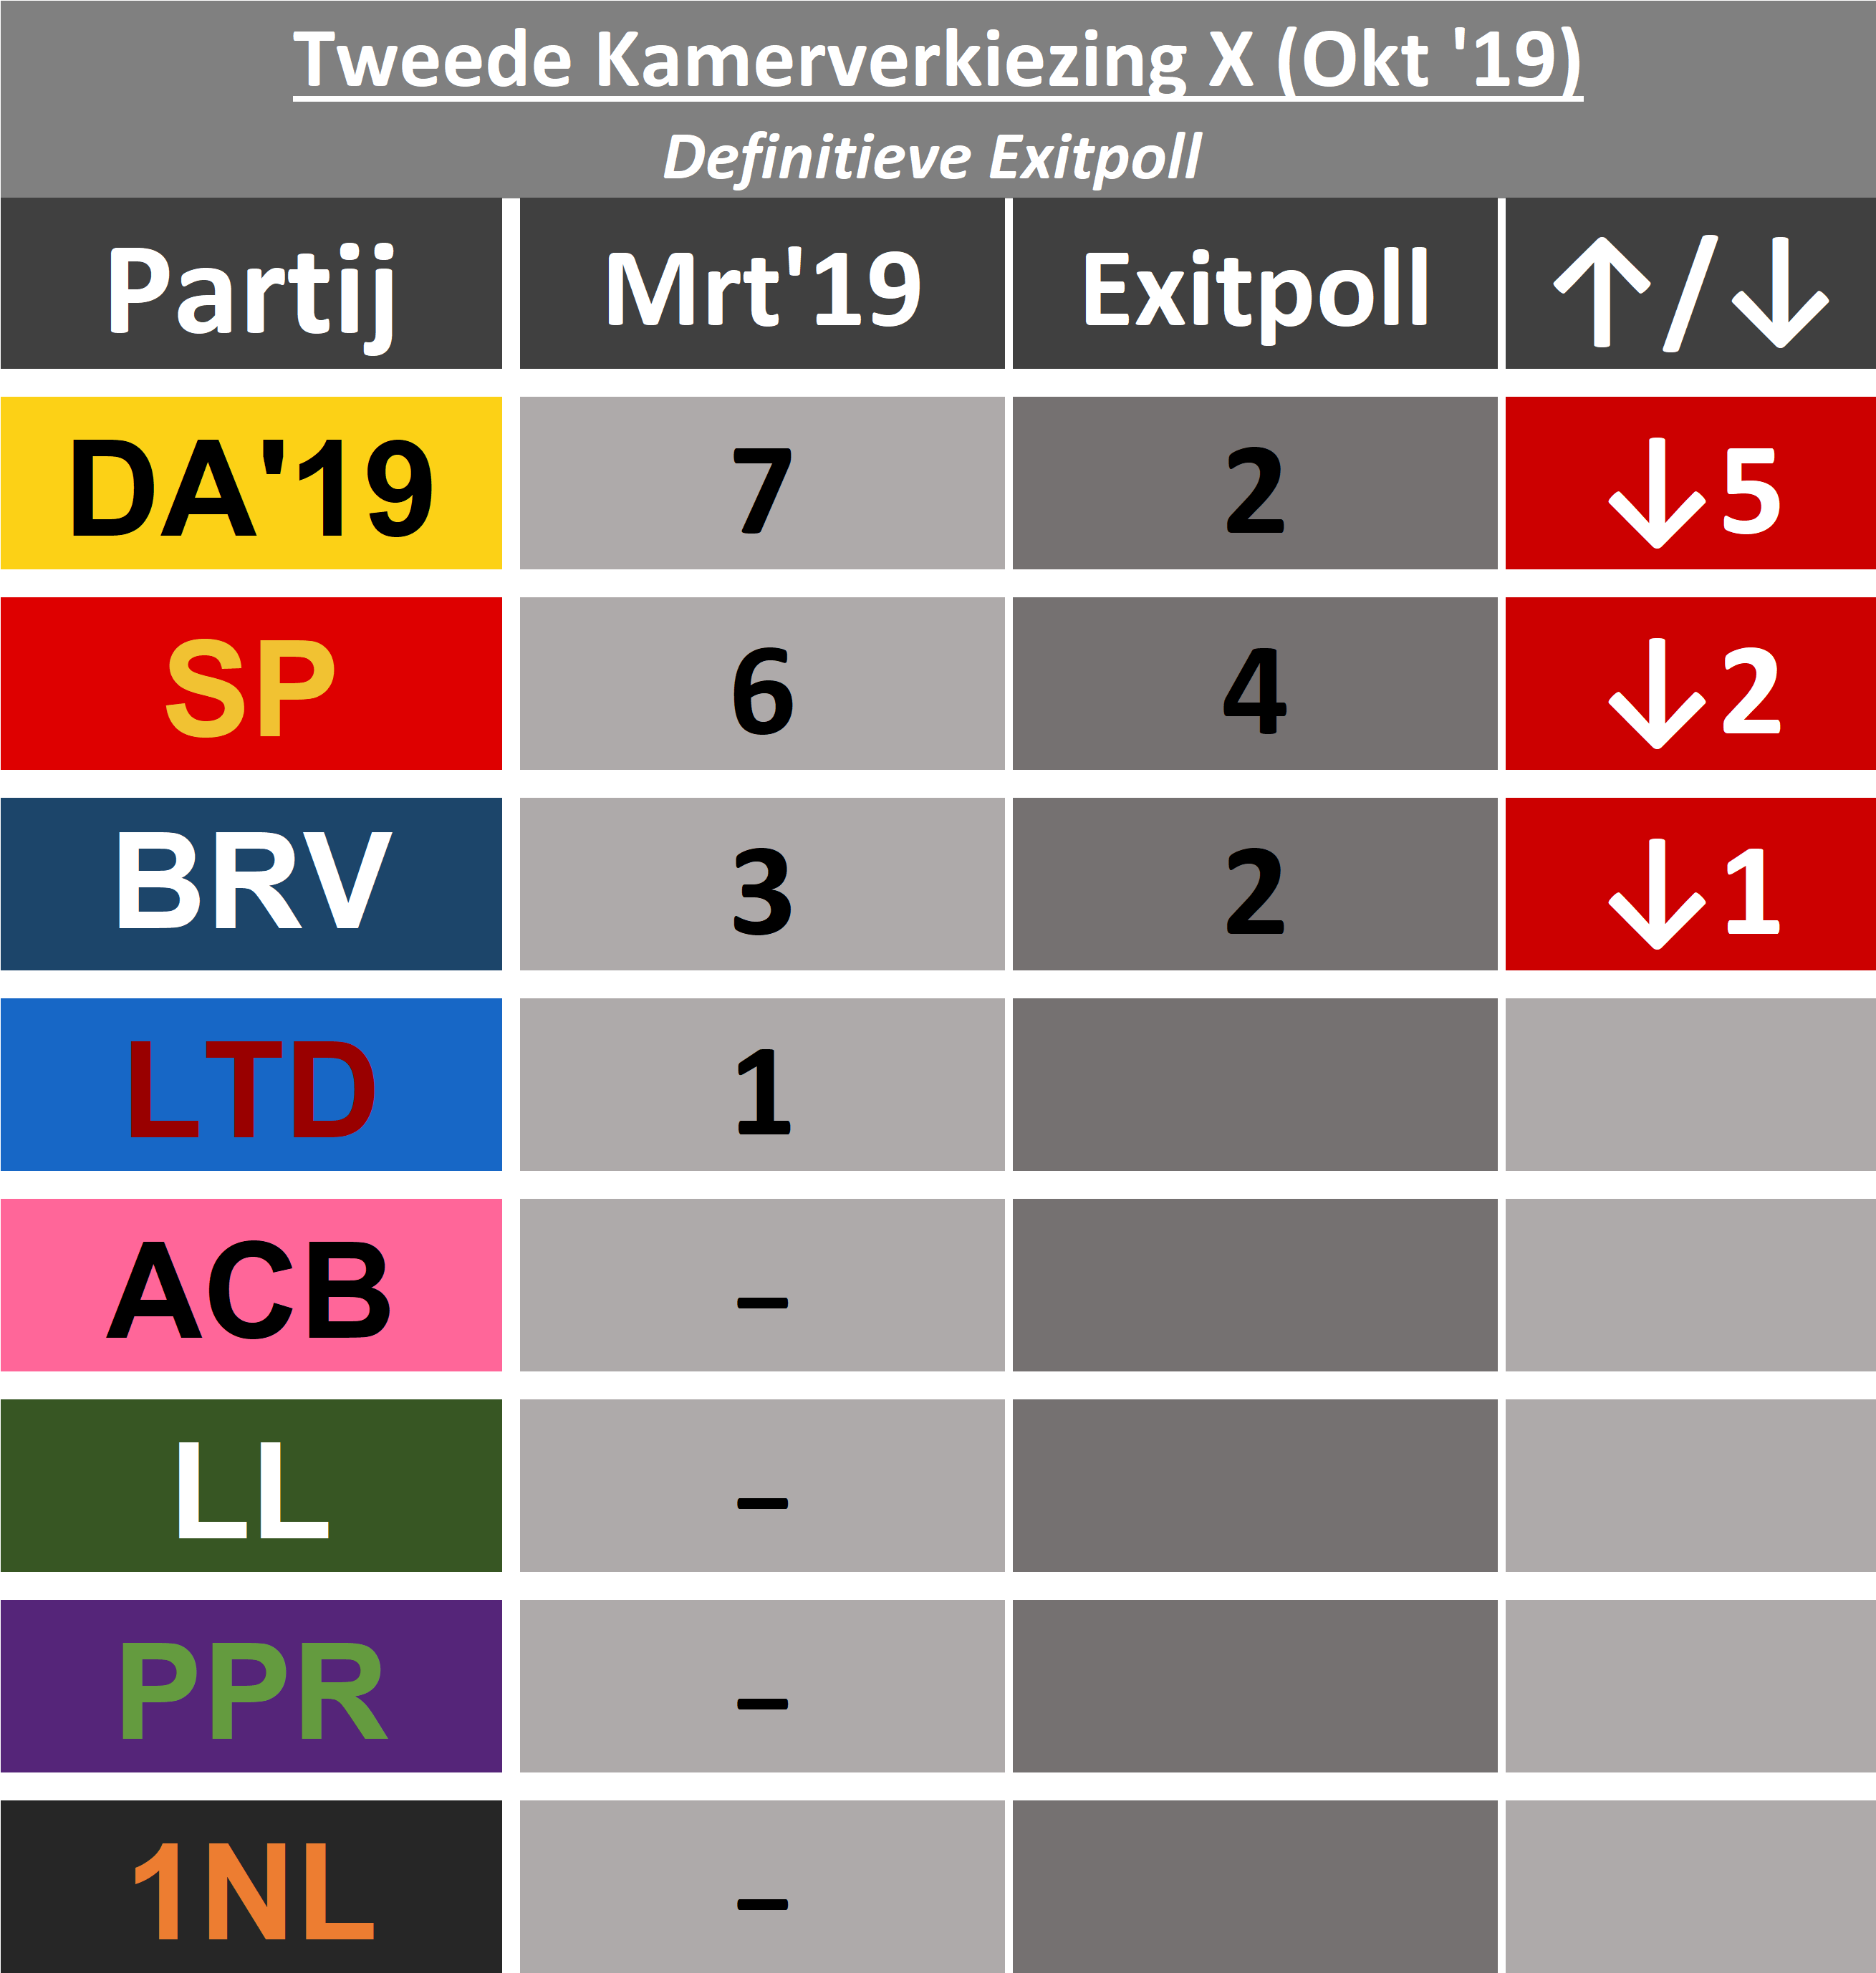 Tweede Kamerverkiezing X (Okt '19)
Definitieve Exitpoll
Partij Mrt'19 Exitpoll ↑/↓
DA'19 7 2 ↓5
SP 6 4 ↓2
BRV 3 2 ↓1
LTD 1
ACB –
LL –
PPR –
1NL –